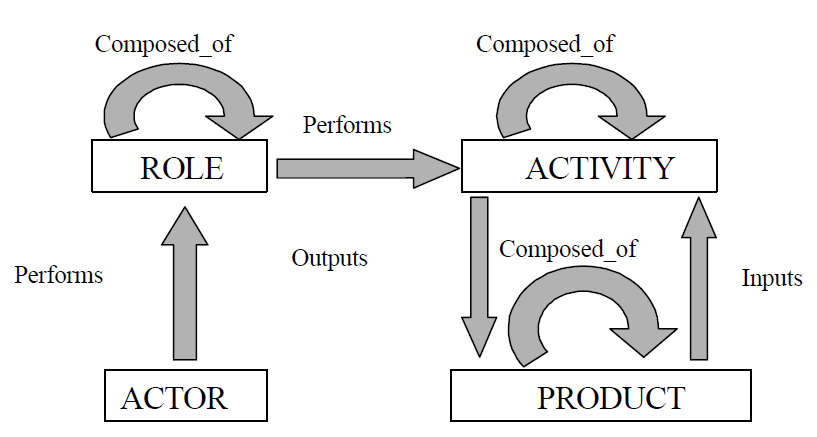 Composed_of
Composed_of
Performs
ROLE
ACTIVITY
Outputs
Composed_of
Performs
Inputs
ACTOR
PRODUCT